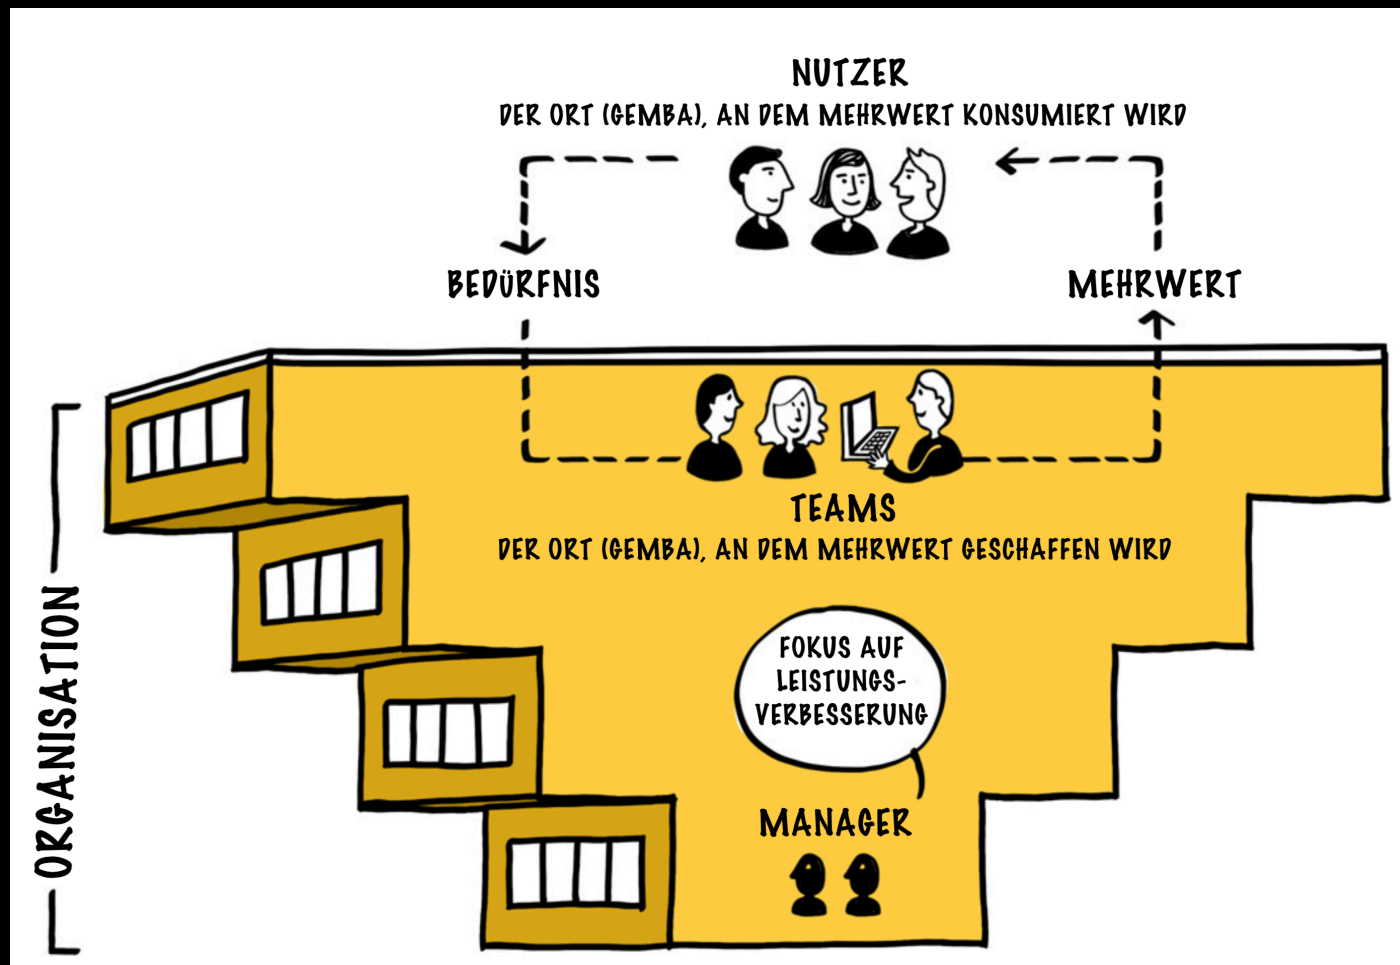 NUTZER
DER ORT (GEMBA), AN DEM MEHRWERT KONSUMIERT WIRD
BEDÜRFNIS
MEHRWERT
TEAMS
DER ORT (GEMBA), AN DEM MEHRWERT GESCHAFFEN WIRD
FOKUS AUF
LEISTUNGS-
VERBESSERUNG
MANAGER
ORGANISATION